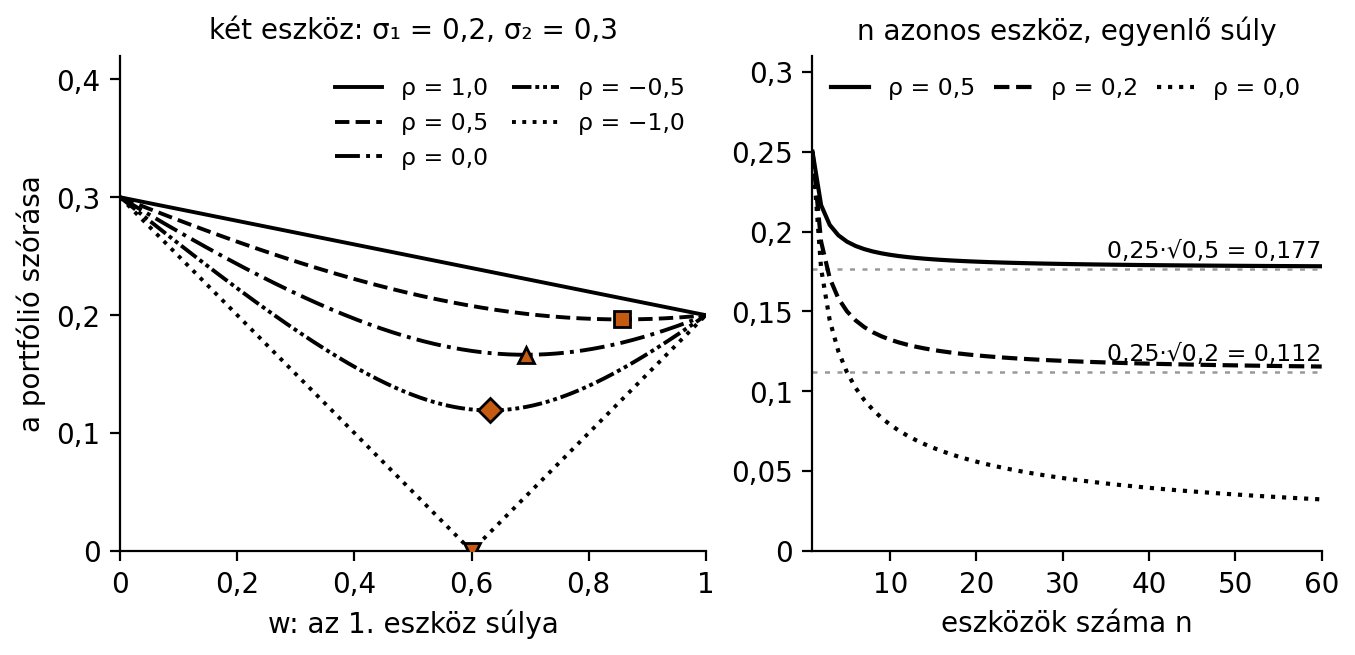 két eszköz: σ₁ = 0,2, σ₂ = 0,3
ρ = 1,0
ρ = 0,5
ρ = 0,0
ρ = −0,5
ρ = −1,0
a portfólió szórása
0,4
0,3
0,2
0,1
0
0
0,2
0,4
0,6
0,8
1
w: az 1. eszköz súlya
n azonos eszköz, egyenlő súly
ρ = 0,5
ρ = 0,2
ρ = 0,0
0,3
0,25
0,2
0,15
0,1
0,05
0
0,25·√0,5 = 0,177
0,25·√0,2 = 0,112
10
20
30
40
50
60
eszközök száma n